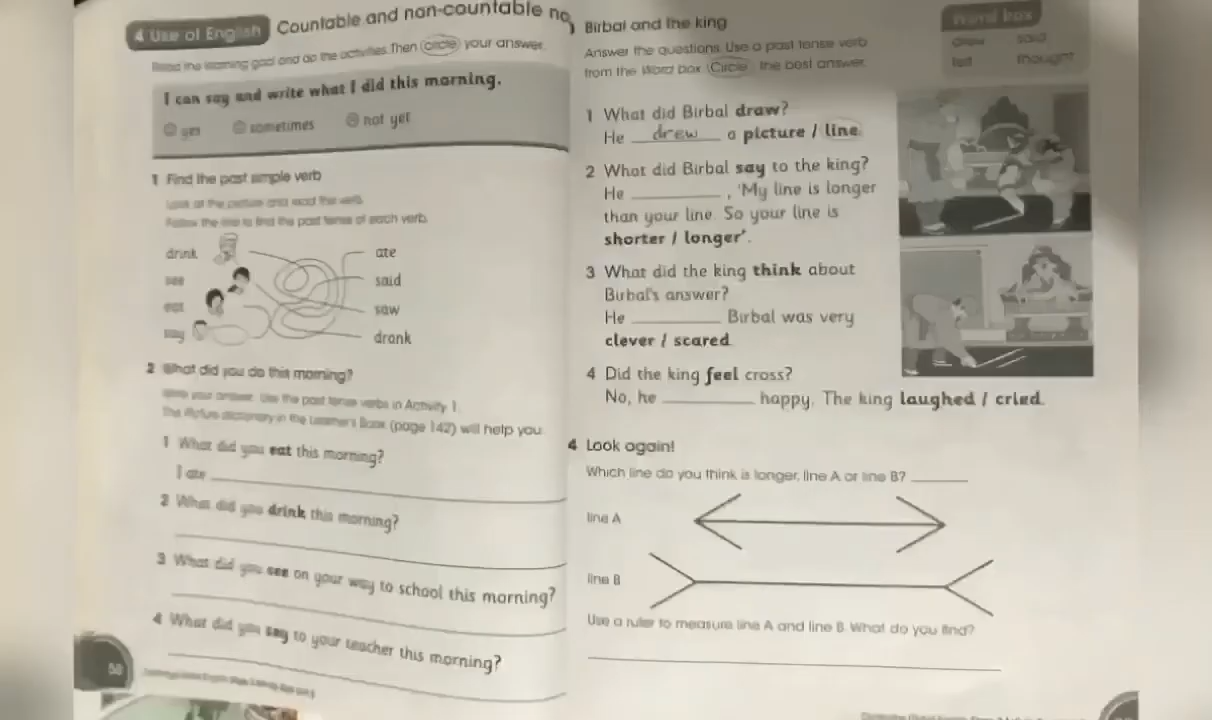 4 Use of English Countable and non-countable no
Read the learning goal and do the activities. Then circle your answer.
I can say and write what I did this morning.
yes sometimes not yet
1 Find the past simple verb
Look at the picture and read the verb.
Follow the line to find the past tense of each verb.
drink ate
see said
eat saw
say drank
2 What did you do this morning?
Write your answer. Use the past tense verbs in Activity 1.
The Picture dictionary in the Learner's Book (page 142) will help you.
1 What did you eat this morning?
I ate
2 What did you drink this morning?
3 What did you see on your way to school this morning?
4 What did you say to your teacher this morning?
50
Birbal and the king
Answer the questions. Use a past tense verb
from the Word box. Circle the best answer.
Word box
drew said
felt thought
1 What did Birbal draw?
He drew a picture / line.
2 What did Birbal say to the king?
He ________, 'My line is longer
than your line. So your line is
shorter / longer'.
3 What did the king think about
Birbal's answer?
He ________ Birbal was very
clever / scared.
4 Did the king feel cross?
No, he ________ happy. The king laughed / cried.
4 Look again!
Which line do you think is longer, line A or line B? ______
line A
line B
Use a ruler to measure line A and line B. What do you find?